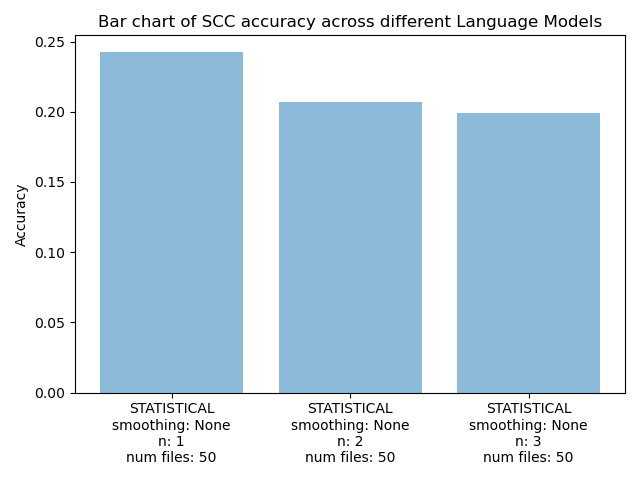 Bar chart of SCC accuracy across different Language Models
Accuracy
0.25
0.20
0.15
0.10
0.05
0.00
STATISTICAL
smoothing: None
n: 1
num files: 50
STATISTICAL
smoothing: None
n: 2
num files: 50
STATISTICAL
smoothing: None
n: 3
num files: 50